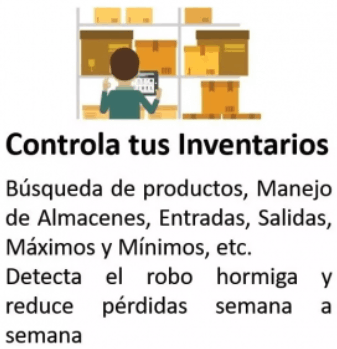 Controla tus Inventarios
Búsqueda de productos, Manejo
de Almacenes, Entradas, Salidas,
Máximos y Mínimos, etc.
Detecta el robo hormiga y
reduce pérdidas semana a
semana